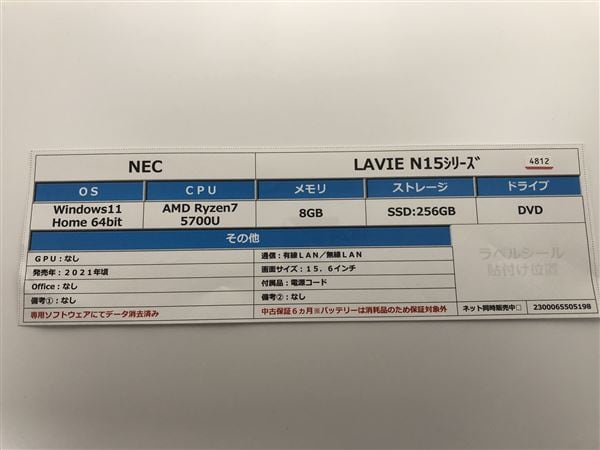 NEC LAVIE N15ｼﾘｰｽﾞ 4812
OS CPU メモリ ストレージ ドライブ
Windows11 Home 64bit AMD Ryzen7 5700U 8GB SSD:256GB DVD
その他
GPU：なし 通信：有線LAN／無線LAN
発売年：2021年頃 画面サイズ：15．6インチ
Office：なし 付属品：電源コード
備考①：なし 備考②：なし
ラベルシール
貼付け位置
専用ソフトウェアにてデータ消去済み 中古保証6ヵ月※バッテリーは消耗品のため保証対象外 ネット同時販売中□ 2300065505198